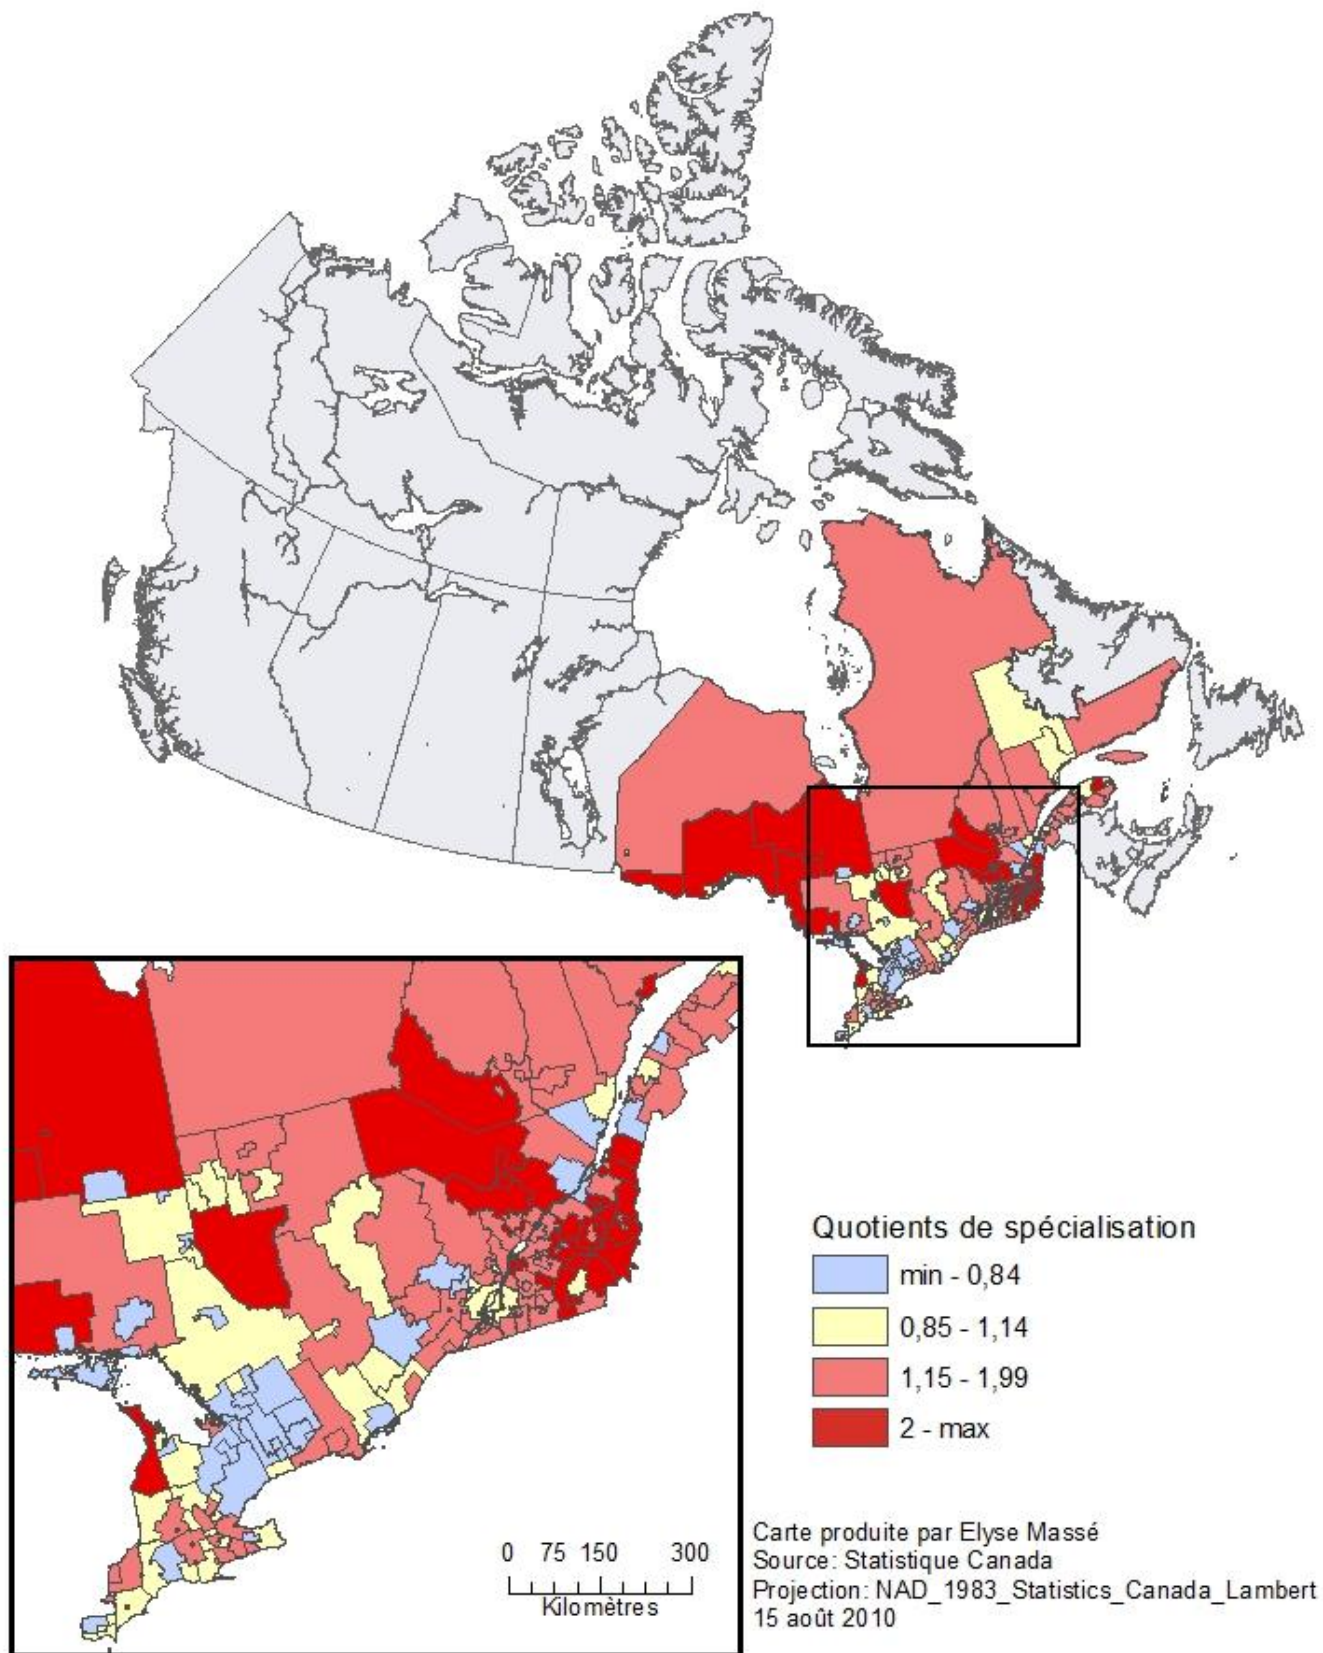 Quotients de spécialisation
min - 0,84
0,85 - 1,14
1,15 - 1,99
2 - max
0 75 150 300
Kilomètres
Carte produite par Elyse Massé
Source: Statistique Canada
Projection: NAD_1983_Statistics_Canada_Lambert
15 août 2010